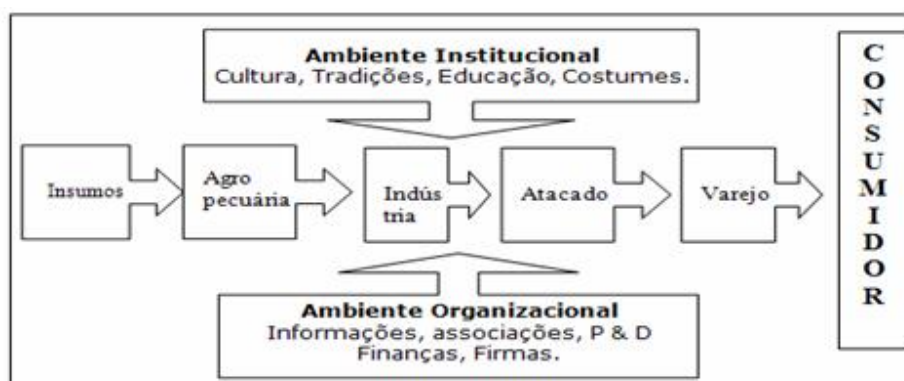 Ambiente Institucional
Cultura, Tradições, Educação, Costumes.
Insumos
Agro
pecuária
Indús
tria
Atacado
Varejo
CONSUMIDOR
Ambiente Organizacional
Informações, associações, P & D
Finanças, Firmas.